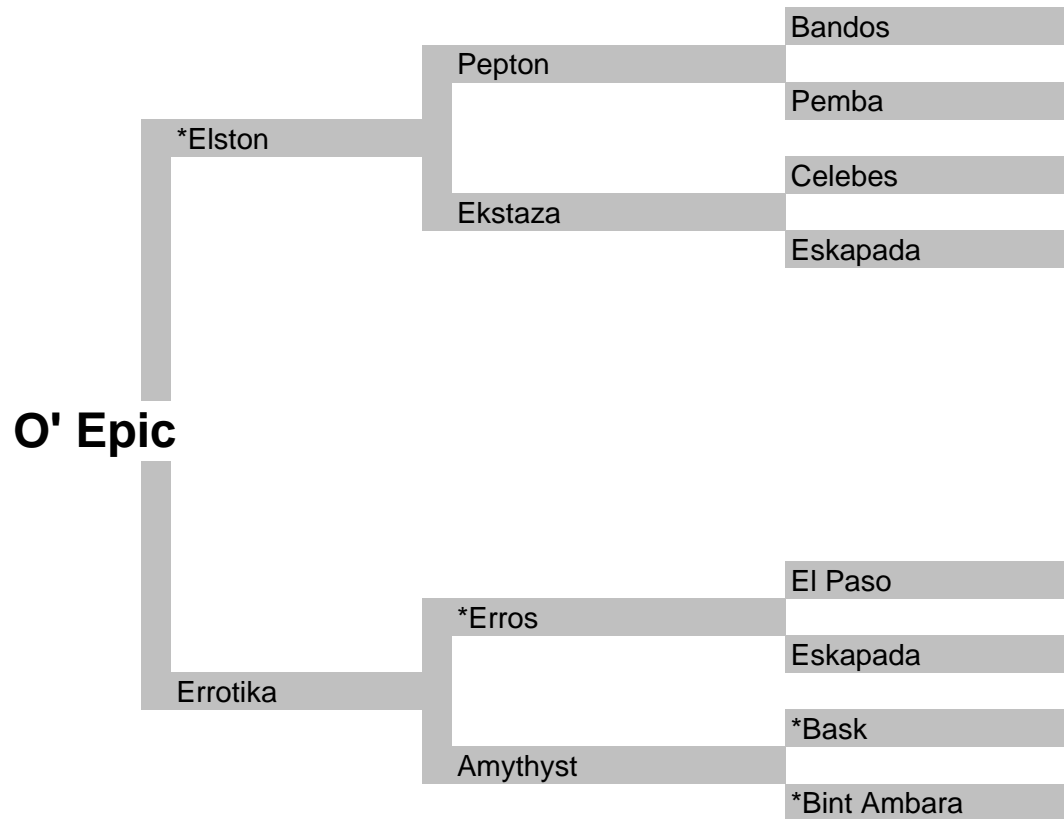 Bandos
Pepton
Pemba
*Elston
Celebes
Ekstaza
Eskapada
O' Epic
El Paso
*Erros
Eskapada
Errotika
*Bask
Amythyst
*Bint Ambara